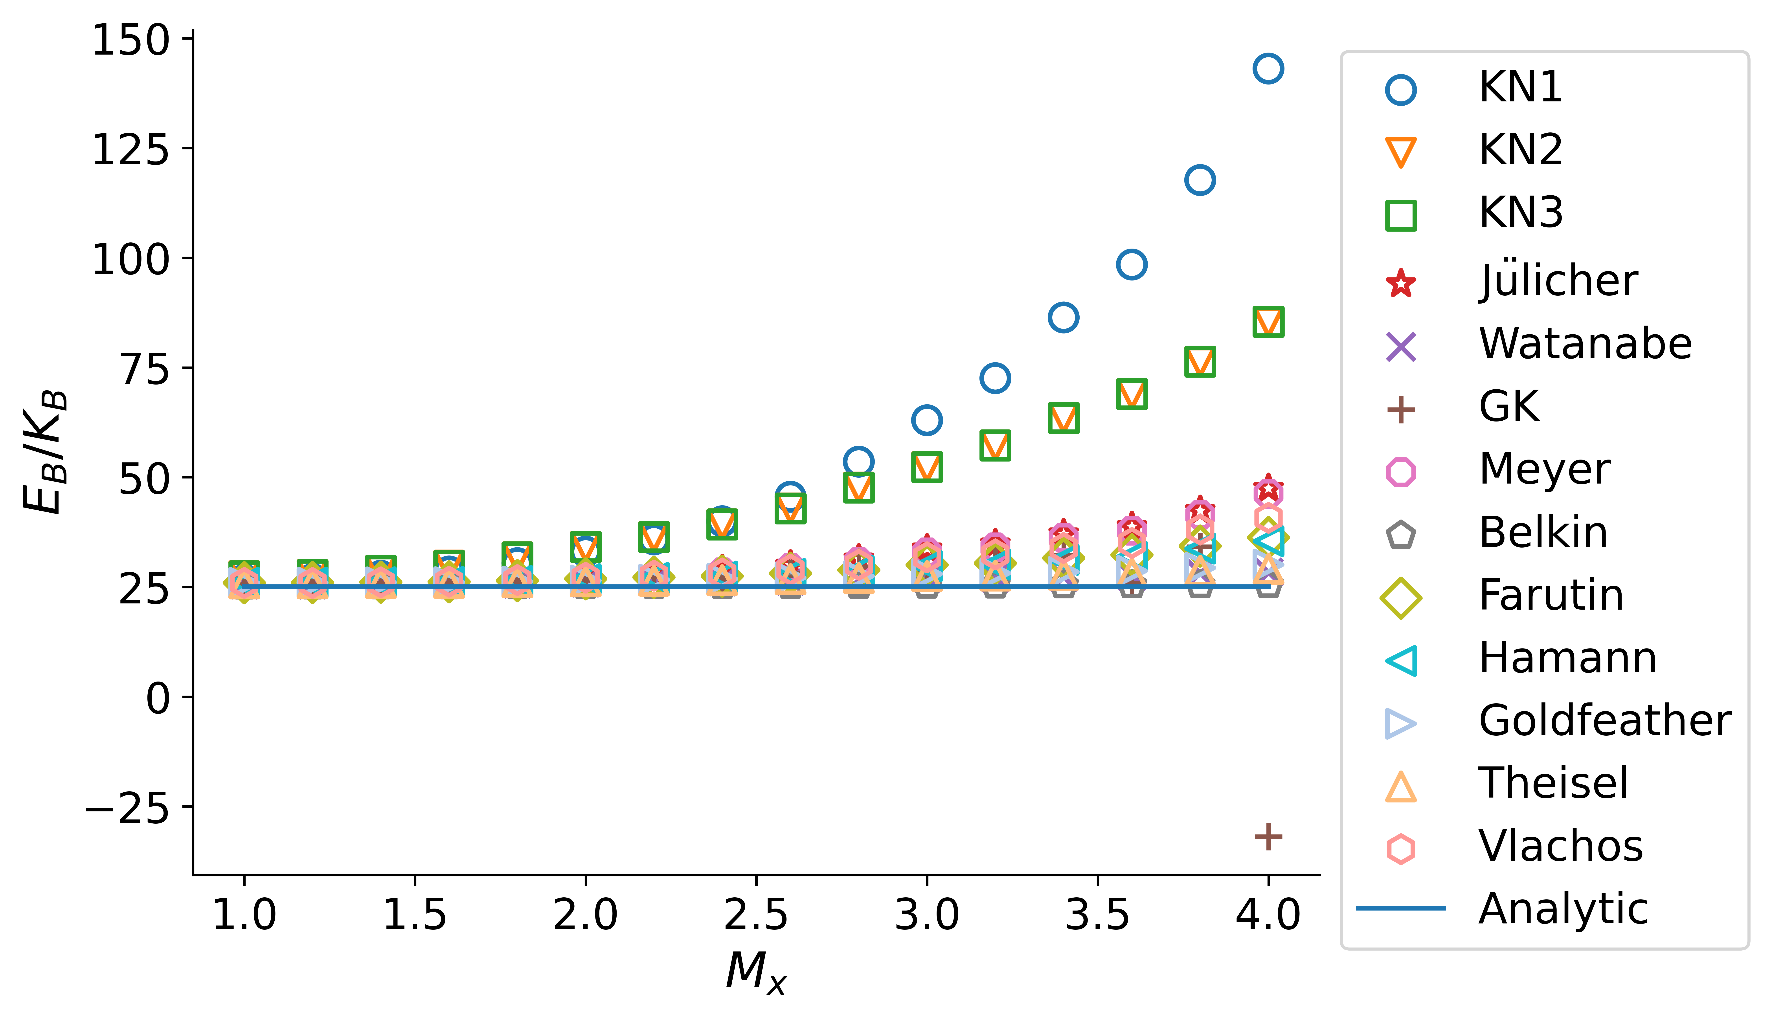 150
125
100
75
50
25
0
−25
E_B/K_B
1.0 1.5 2.0 2.5 3.0 3.5 4.0
M_x
KN1
KN2
KN3
Jülicher
Watanabe
GK
Meyer
Belkin
Farutin
Hamann
Goldfeather
Theisel
Vlachos
Analytic